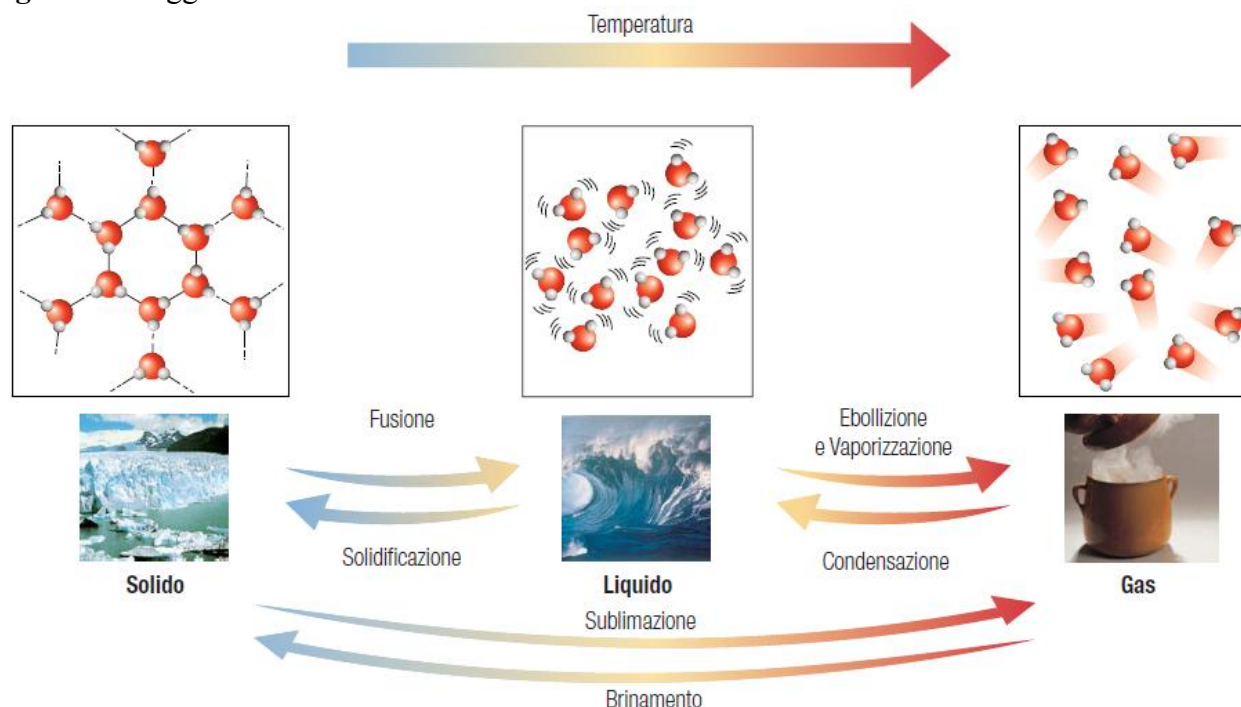 Temperatura
Fusione
Ebollizione
e Vaporizzazione
Solidificazione
Condensazione
Solido
Liquido
Gas
Sublimazione
Brinamento